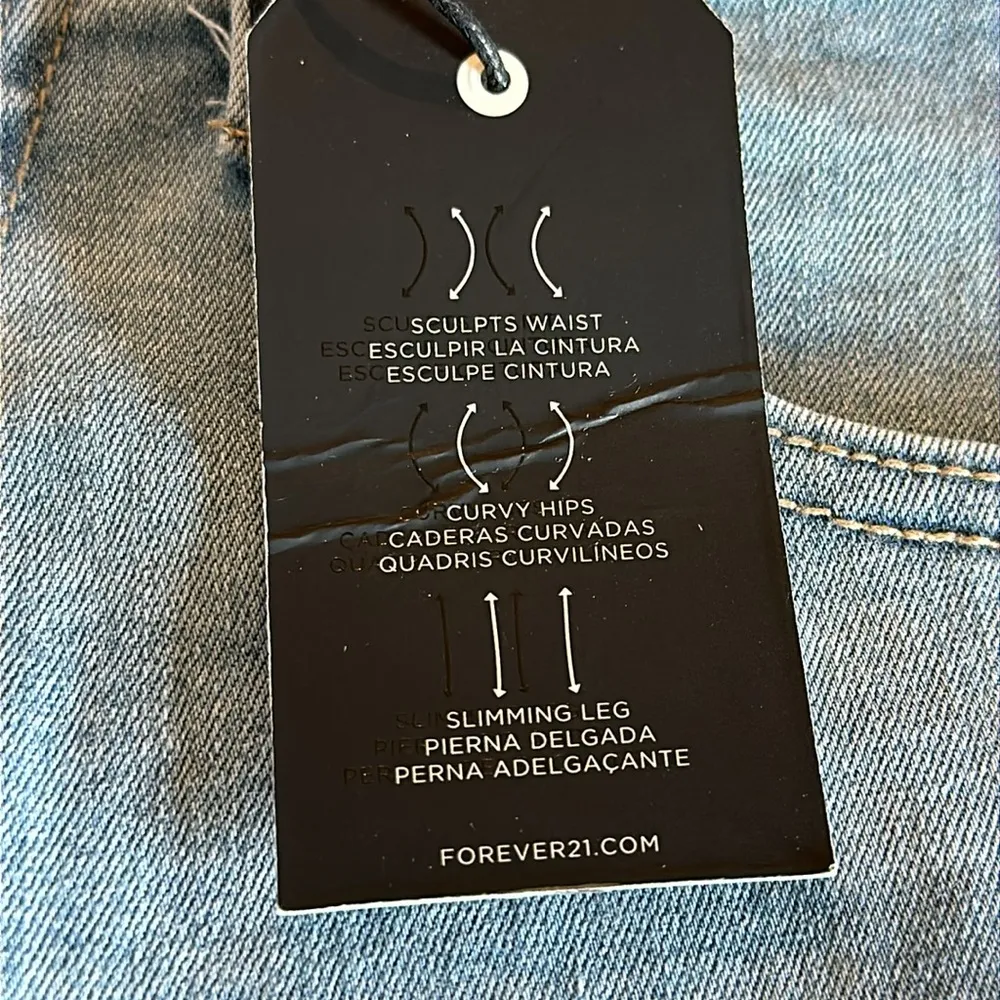 SCULPTS WAIST
ESCULPIR LA CINTURA
ESCULPE CINTURA
CURVY HIPS
CADERAS CURVADAS
QUADRIS CURVILÍNEOS
SLIMMING LEG
PIERNA DELGADA
PERNA ADELGAÇANTE
FOREVER21.COM